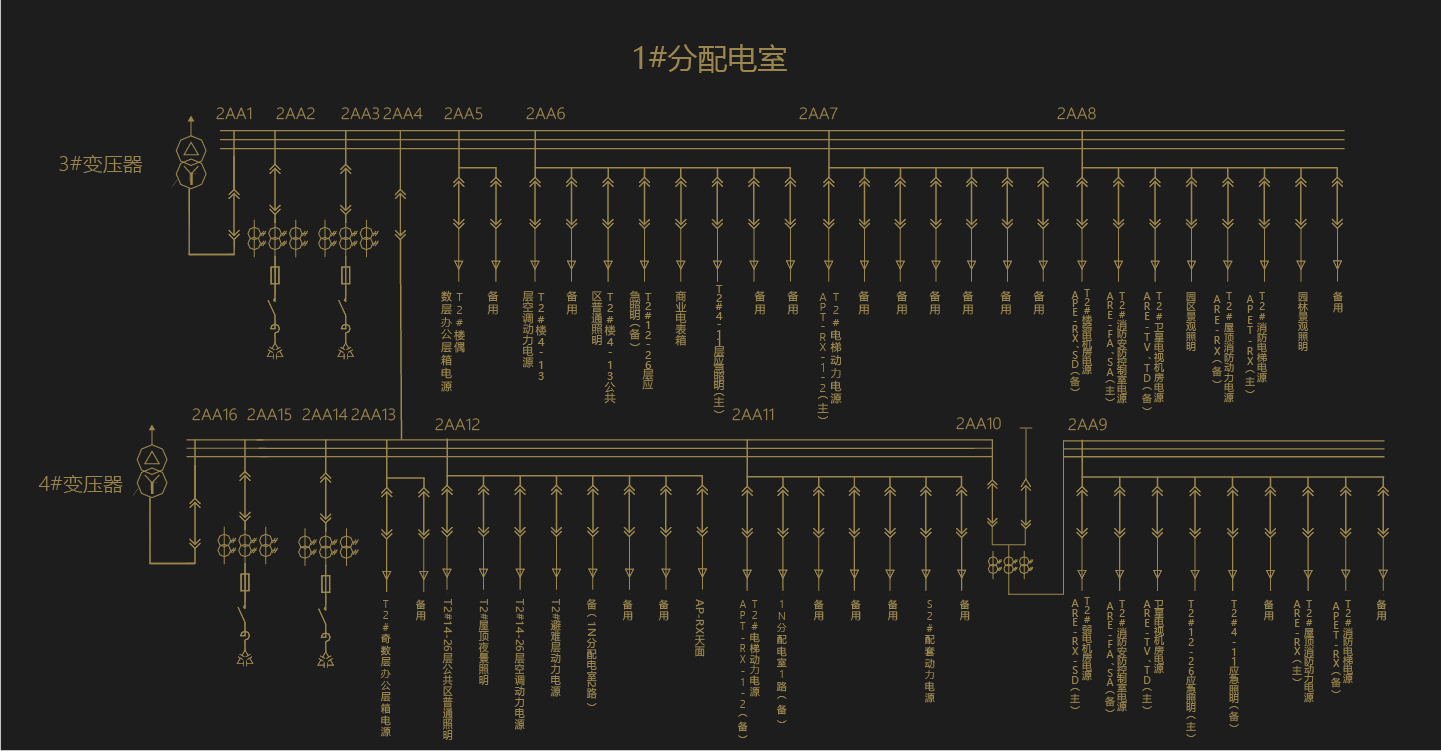 1#分配电室
2AA1
2AA2
2AA3
2AA4
2AA5
2AA6
2AA7
2AA8
3#变压器
T2#楼偶
数层办公层箱电源
备用
T2#楼4-13
层空调动力电源
备用
T2#楼4-13公共
区普通照明
T2#12-26层应
急照明(备)
商业电表箱
T2#4-11层应急照明(主)
备用
备用
T2#电梯动力电源
APT-RX-1-2(主)
备用
备用
备用
备用
备用
备用
T2#楼弱电机房电源
APE-RX、SD(备)
T2#消防安防控制室电源
ARE-FA、SA(主)
T2#卫星电视机房电源
ARE-TV、TD(备)
园区景观照明
T2#屋顶消防动力电源
ARE-RX(备)
T2#消防电梯电源
APET-RX(主)
园林景观照明
备用
2AA16
2AA15
2AA14
2AA13
2AA12
2AA11
2AA10
2AA9
4#变压器
T2#奇数层办公层箱电源
备用
T2#14-26层公共区普通照明
T2#屋顶夜景照明
T2#14-26层空调动力电源
T2#避难层动力电源
备(1N分配电室2路)
备用
备用
AP-RX1天面
T2#电梯动力电源
APT-RX-1-2(备)
1N分配电室1路(备)
备用
备用
备用
S2#配套动力电源
备用
T2#弱电机房电源
ARE-RX-SD(主)
T2#消防安防控制室电源
ARE-FA、SA(备)
卫星电视机房电源
ARE-TV、TD(主)
T2#12-26应急照明(主)
T2#4-11应急照明(备)
备用
T2#屋顶消防动力电源
ARE-RX(主)
T2#消防电梯电源
APET-RX(备)
备用